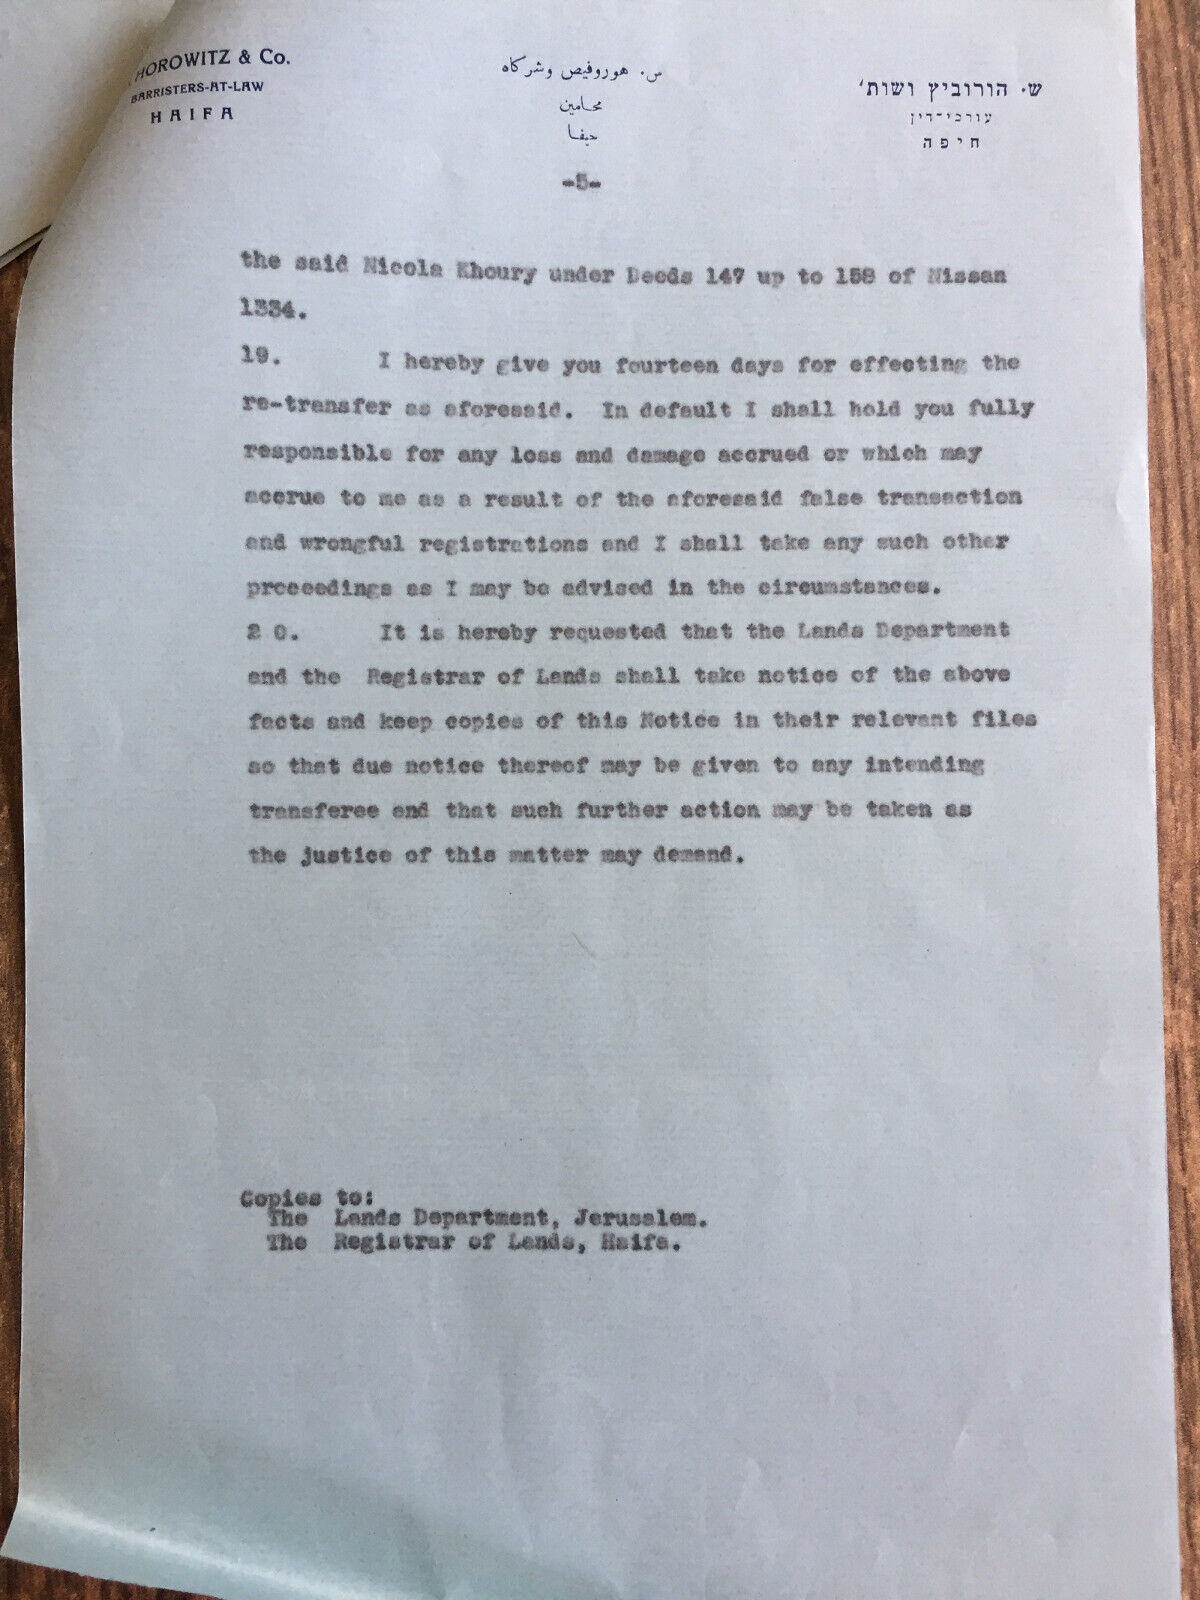 HOROWITZ & Co.
BARRISTERS-AT-LAW
HAIFA
س. هوروفيص وشركاه
محامين
حيفا
ש. הורוביץ ושות'
עורכי-דין
חיפה
-5-
the said Nicola Khoury under Deeds 147 up to 158 of Nissan
1334.
19. I hereby give you fourteen days for effecting the
re-transfer as aforesaid. In default I shall hold you fully
responsible for any loss and damage accrued or which may
accrue to me as a result of the aforesaid false transaction
and wrongful registrations and I shall take any such other
proceedings as I may be advised in the circumstances.
2 0. It is hereby requested that the Lands Department
and the Registrar of Lands shall take notice of the above
facts and keep copies of this Notice in their relevant files
so that due notice thereof may be given to any intending
transferee and that such further action may be taken as
the justice of this matter may demand.
Copies to:
The Lands Department, Jerusalem.
The Registrar of Lands, Haifa.